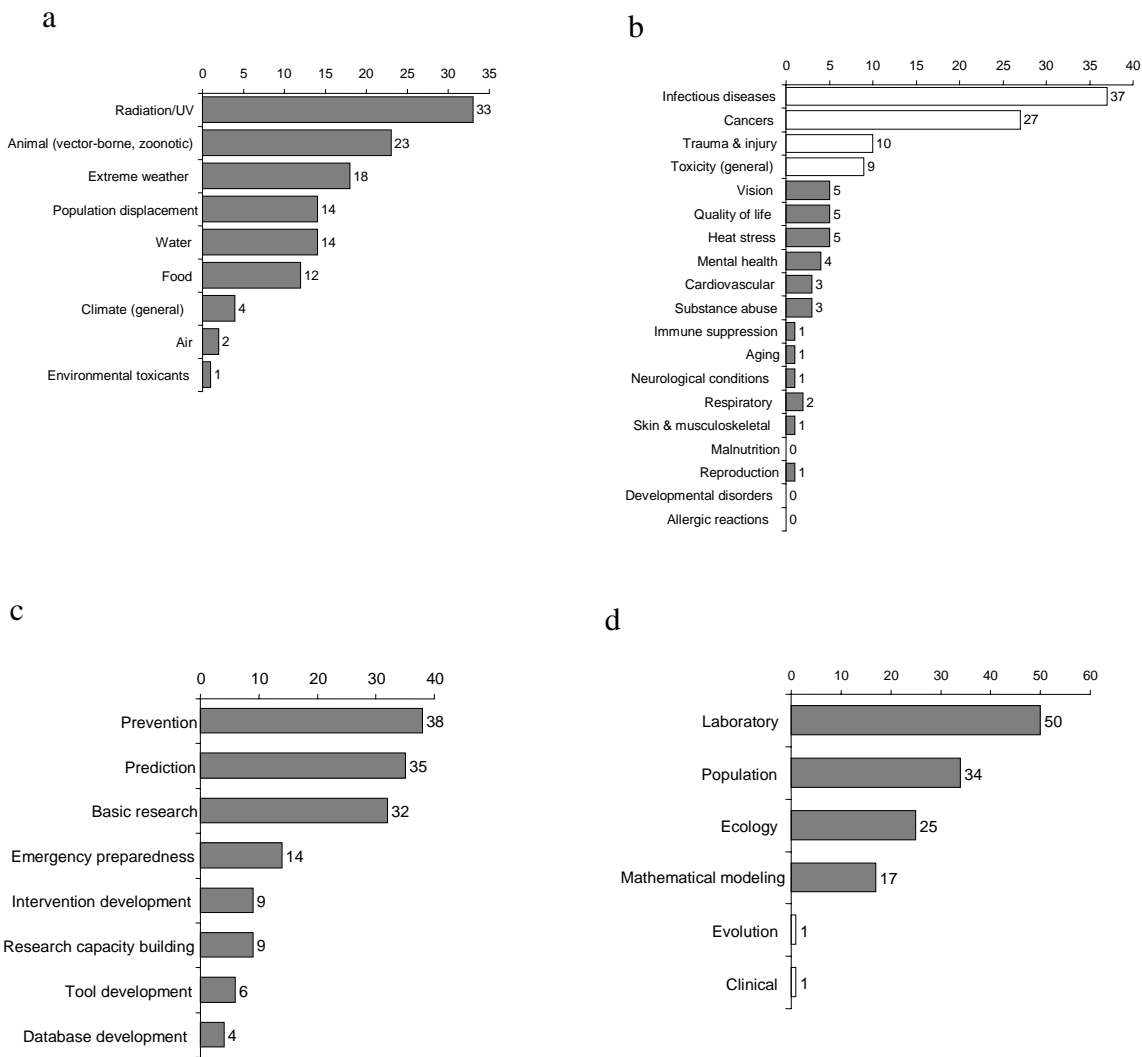 a
0 5 10 15 20 25 30 35
Radiation/UV 33
Animal (vector-borne, zoonotic) 23
Extreme weather 18
Population displacement 14
Water 14
Food 12
Climate (general) 4
Air 2
Environmental toxicants 1
b
0 5 10 15 20 25 30 35 40
Infectious diseases 37
Cancers 27
Trauma & injury 10
Toxicity (general) 9
Vision 5
Quality of life 5
Heat stress 5
Mental health 4
Cardiovascular 3
Substance abuse 3
Immune suppression 1
Aging 1
Neurological conditions 1
Respiratory 2
Skin & musculoskeletal 1
Malnutrition 0
Reproduction 1
Developmental disorders 0
Allergic reactions 0
c
0 10 20 30 40
Prevention 38
Prediction 35
Basic research 32
Emergency preparedness 14
Intervention development 9
Research capacity building 9
Tool development 6
Database development 4
d
0 10 20 30 40 50 60
Laboratory 50
Population 34
Ecology 25
Mathematical modeling 17
Evolution 1
Clinical 1